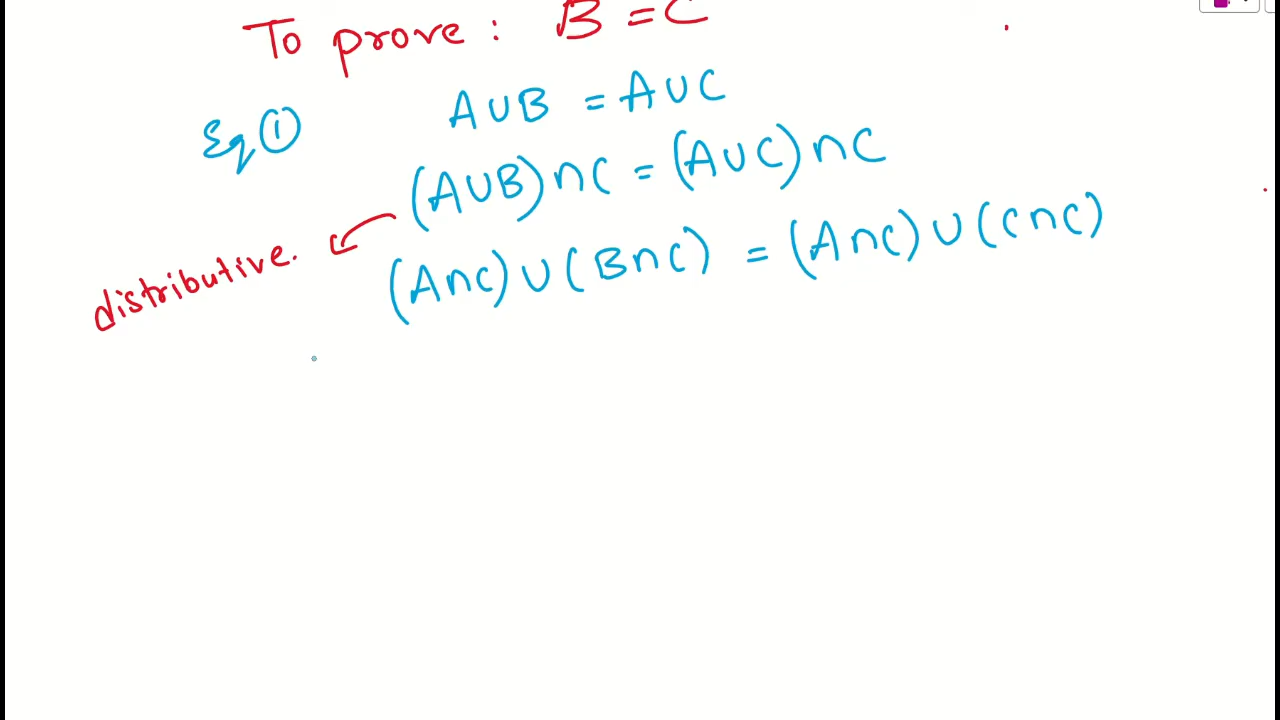 To prove: B = C
Eq ① A∪B = A∪C
(A∪B)∩C = (A∪C)∩C
distributive.
(A∩C)∪(B∩C) = (A∩C)∪(C∩C)